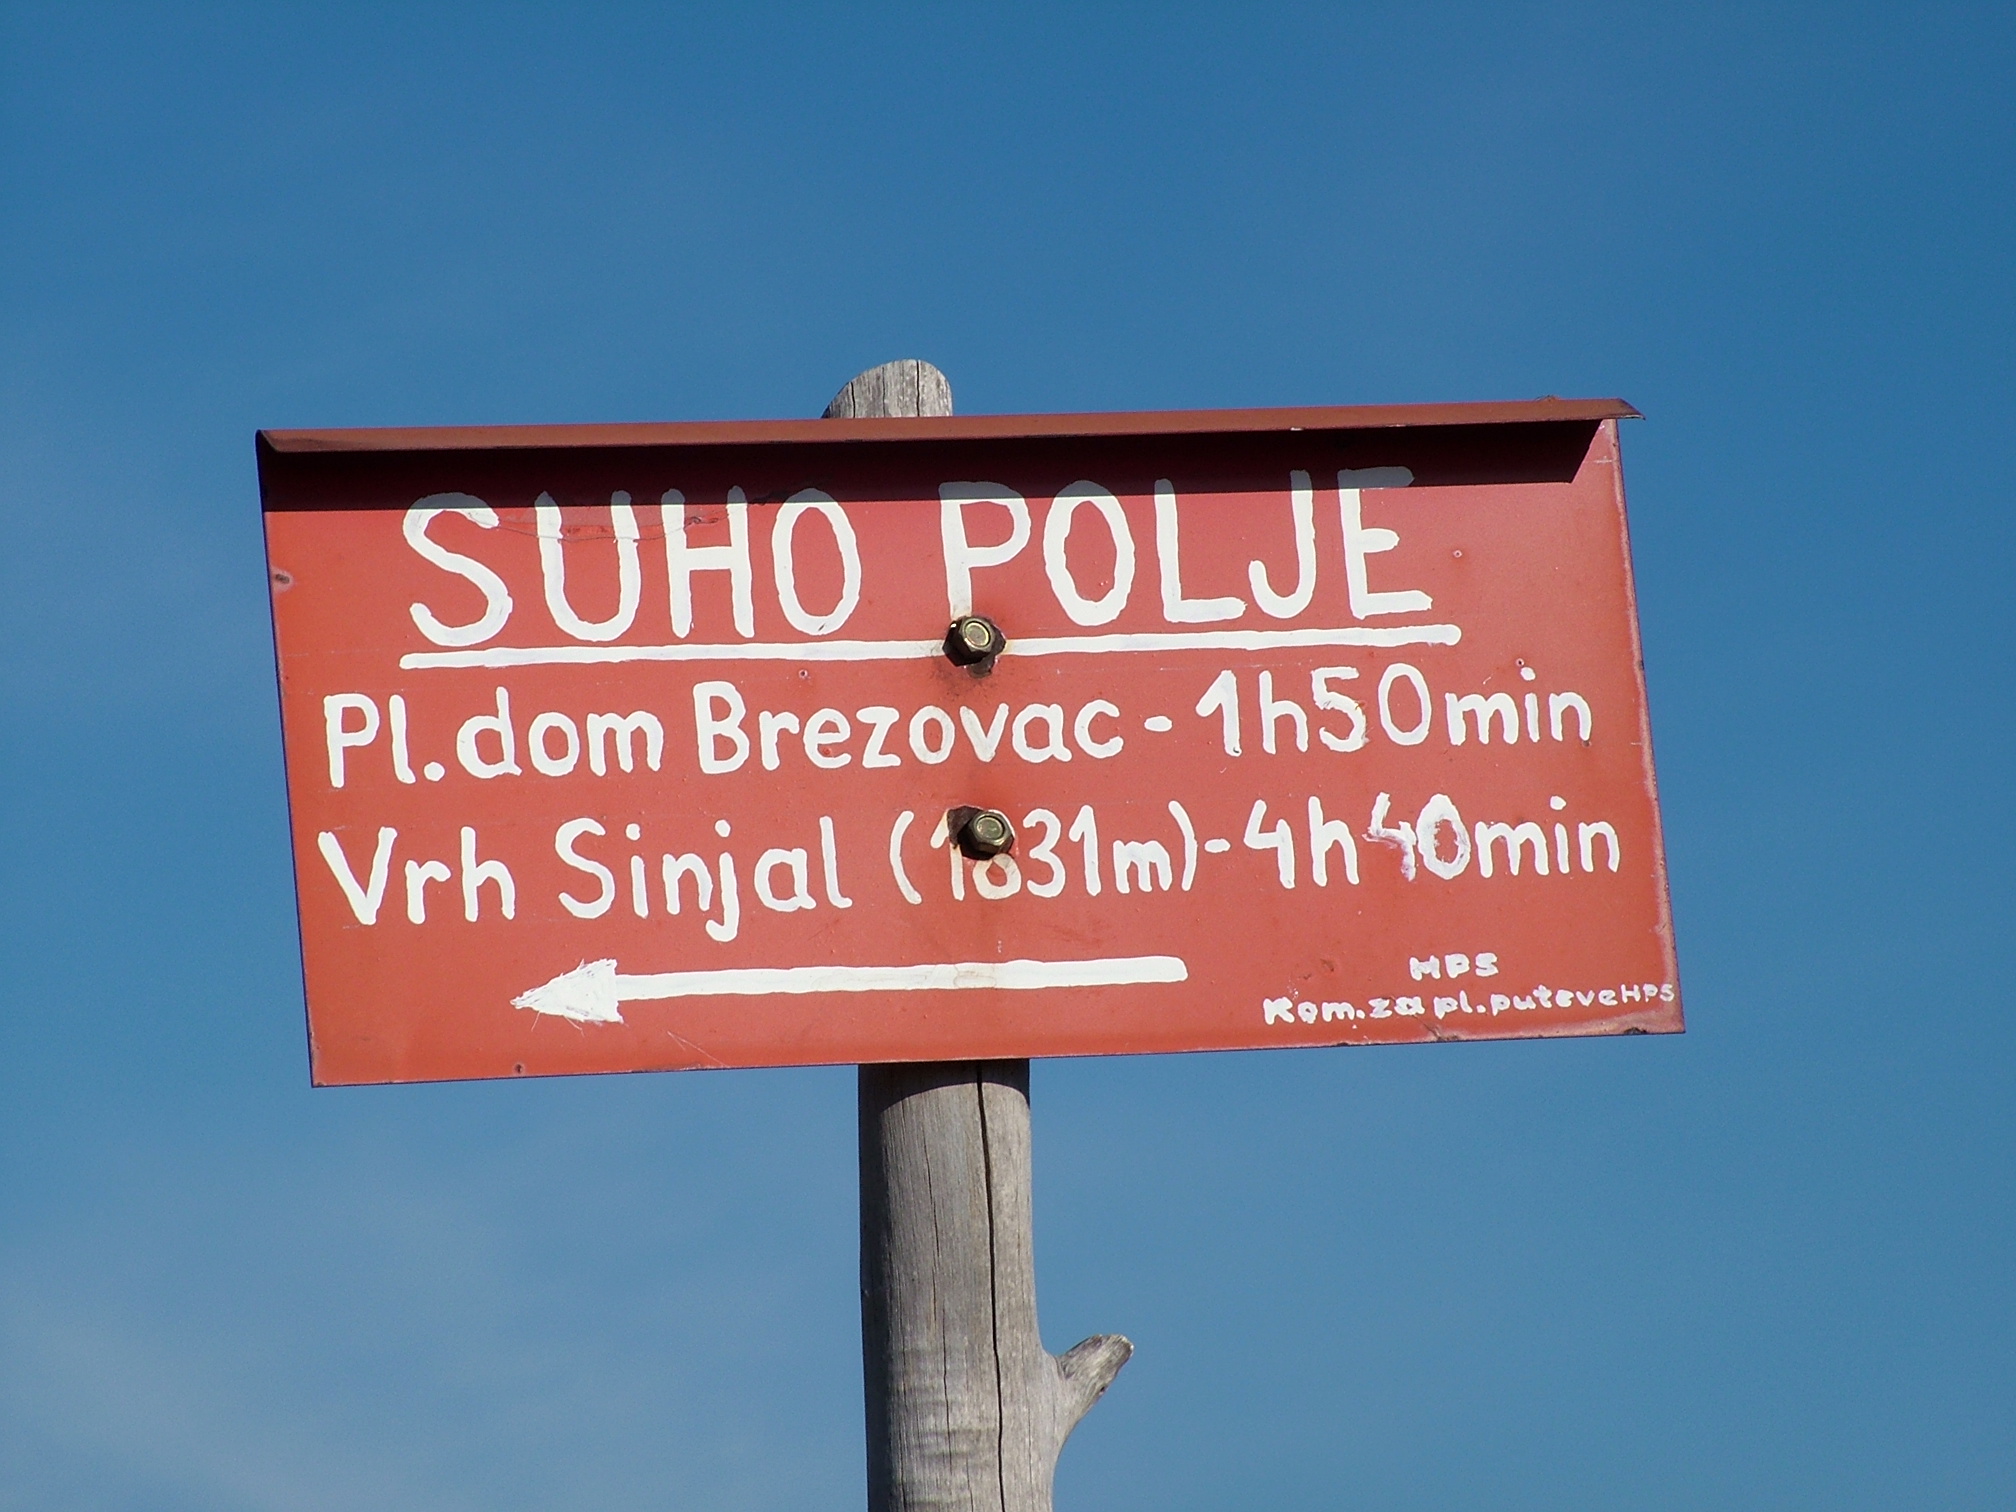 SUHO POLJE
Pl.dom Brezovac - 1h50min
Vrh Sinjal (1831m)-4h40min
HPS
Kom.za pl.puteve HPS